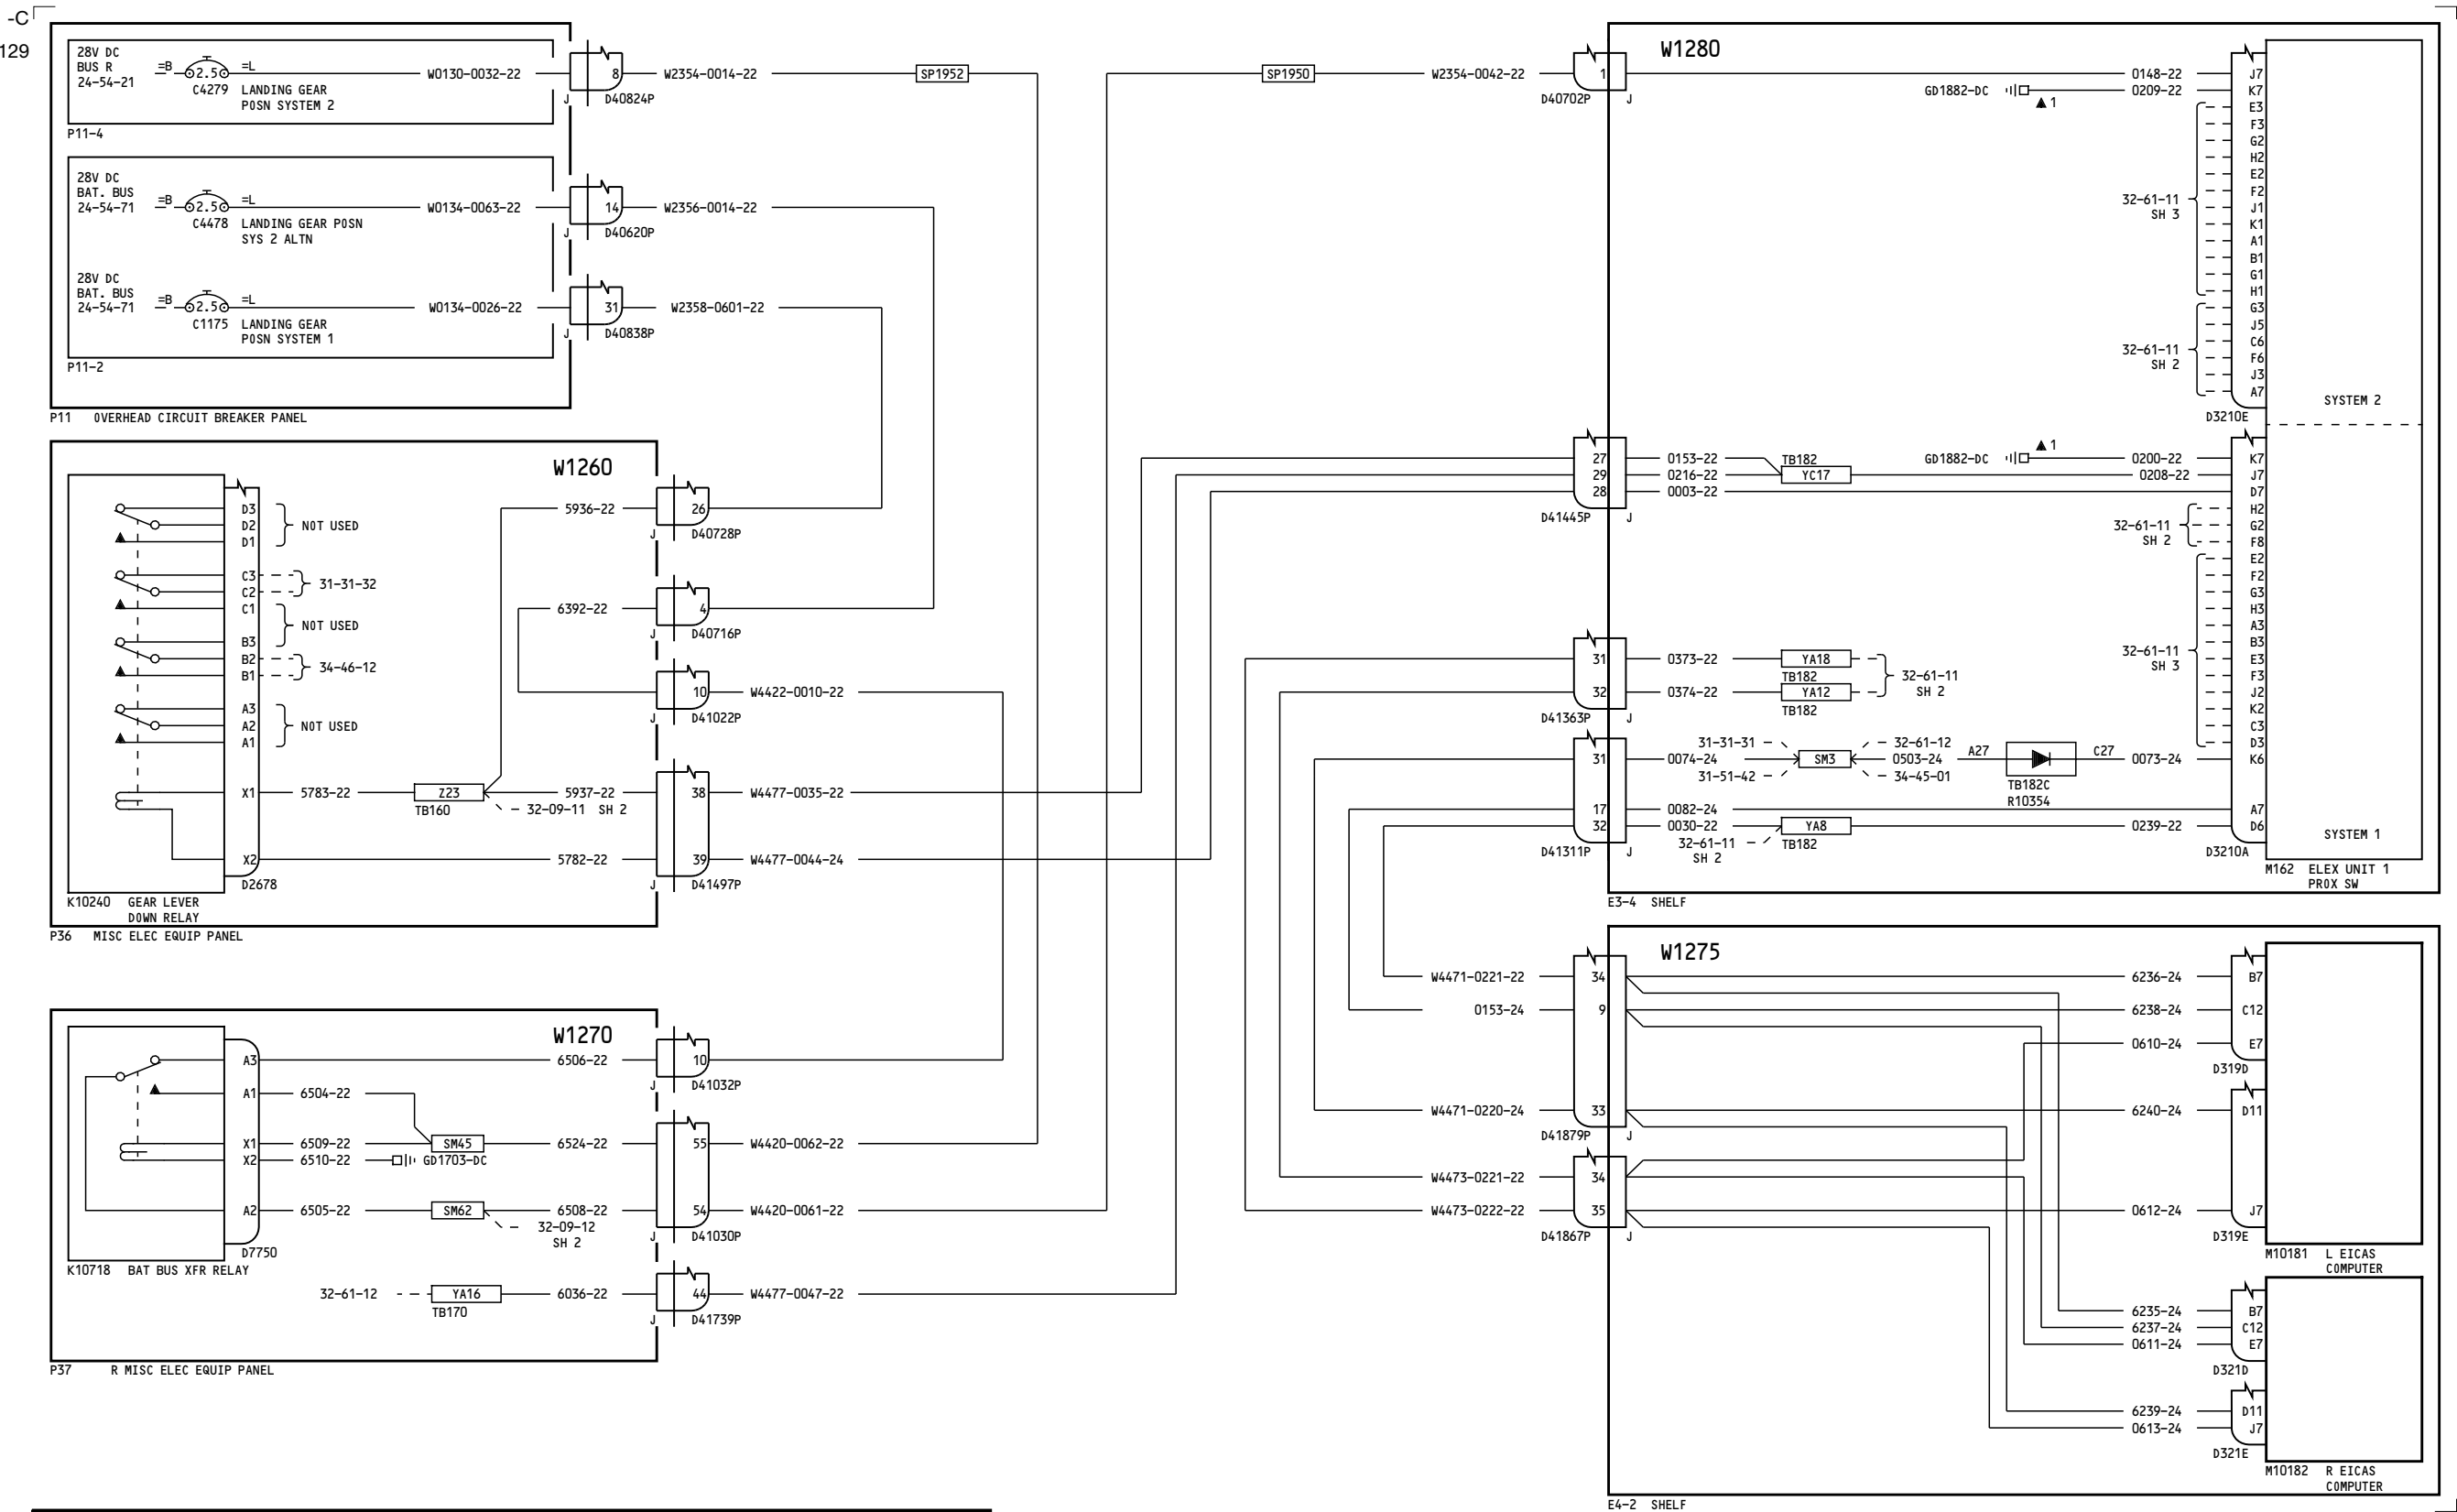 -C
129
28V DC
BUS R
24-54-21
=B
2.5
=L
C4279
LANDING GEAR
POSN SYSTEM 2
W0130-0032-22
8
J
D40824P
W2354-0014-22
SP1952
P11-4
28V DC
BAT. BUS
24-54-71
=B
2.5
=L
C4478
LANDING GEAR POSN
SYS 2 ALTN
W0134-0063-22
14
J
D40620P
W2356-0014-22
28V DC
BAT. BUS
24-54-71
=B
2.5
=L
C1175
LANDING GEAR
POSN SYSTEM 1
W0134-0026-22
31
J
D40838P
W2358-0601-22
P11-2
P11 OVERHEAD CIRCUIT BREAKER PANEL
W1260
D3
D2
D1
NOT USED
C3
C2
31-31-32
C1
B3
NOT USED
B2
B1
34-46-12
A3
A2
A1
NOT USED
X1
5783-22
Z23
TB160
5936-22
26
J
D40728P
6392-22
4
J
D40716P
10
J
D41022P
W4422-0010-22
5937-22
32-09-11 SH 2
38
W4477-0035-22
X2
5782-22
39
W4477-0044-24
J
D41497P
D2678
K10240 GEAR LEVER
DOWN RELAY
P36 MISC ELEC EQUIP PANEL
W1270
A3
6506-22
10
J
D41032P
A1
6504-22
X1
6509-22
SM45
6524-22
55
W4420-0062-22
X2
6510-22
GD1703-DC
A2
6505-22
SM62
6508-22
54
W4420-0061-22
32-09-12
SH 2
J
D41030P
D7750
K10718 BAT BUS XFR RELAY
32-61-12
YA16
TB170
6036-22
44
W4477-0047-22
J
D41739P
P37 R MISC ELEC EQUIP PANEL
SP1950
W2354-0042-22
1
D40702P
J
W1280
0148-22
J7
GD1882-DC
0209-22
K7
1
E3
F3
G2
H2
E2
F2
J1
K1
A1
B1
G1
H1
32-61-11
SH 3
G3
J5
C6
F6
J3
A7
32-61-11
SH 2
SYSTEM 2
D3210E
27
0153-22
TB182
29
0216-22
YC17
28
0003-22
D41445P
J
1
GD1882-DC
0200-22
K7
0208-22
J7
D7
H2
G2
F8
32-61-11
SH 2
E2
F2
G3
H3
A3
B3
E3
F3
J2
K2
C3
D3
32-61-11
SH 3
31
0373-22
YA18
TB182
32
0374-22
YA12
TB182
32-61-11
SH 2
D41363P
J
31
31-31-31
0074-24
31-51-42
SM3
32-61-12
0503-24
34-45-01
A27
C27
TB182C
R10354
0073-24
K6
17
0082-24
A7
32
0030-22
YA8
TB182
32-61-11
SH 2
0239-22
D6
SYSTEM 1
D41311P
J
D3210A
M162 ELEX UNIT 1
PROX SW
E3-4 SHELF
W1275
W4471-0221-22
34
6236-24
B7
0153-24
9
6238-24
C12
0610-24
E7
D319D
W4471-0220-24
33
6240-24
D11
D41879P
J
W4473-0221-22
34
W4473-0222-22
35
0612-24
J7
D41867P
J
D319E
M10181 L EICAS
COMPUTER
6235-24
B7
6237-24
C12
0611-24
E7
D321D
6239-24
D11
0613-24
J7
D321E
M10182 R EICAS
COMPUTER
E4-2 SHELF